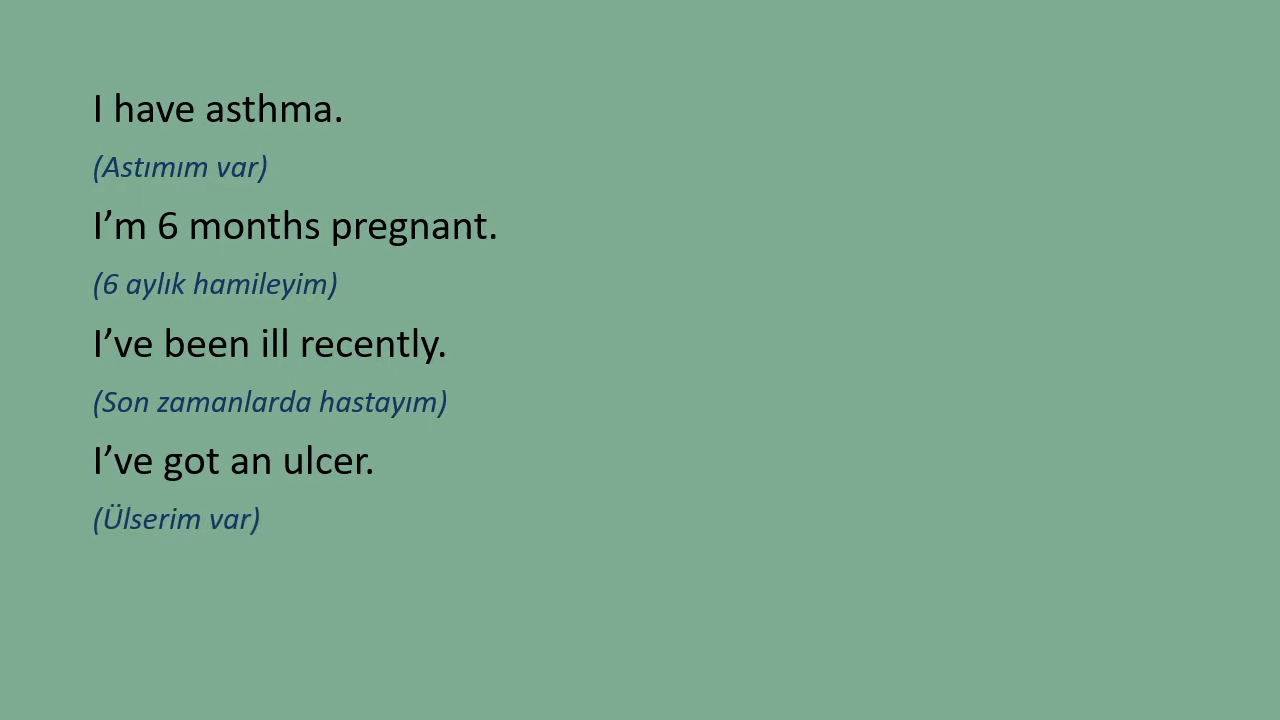 I have asthma.
(Astımım var)
I’m 6 months pregnant.
(6 aylık hamileyim)
I’ve been ill recently.
(Son zamanlarda hastayım)
I’ve got an ulcer.
(Ülserim var)